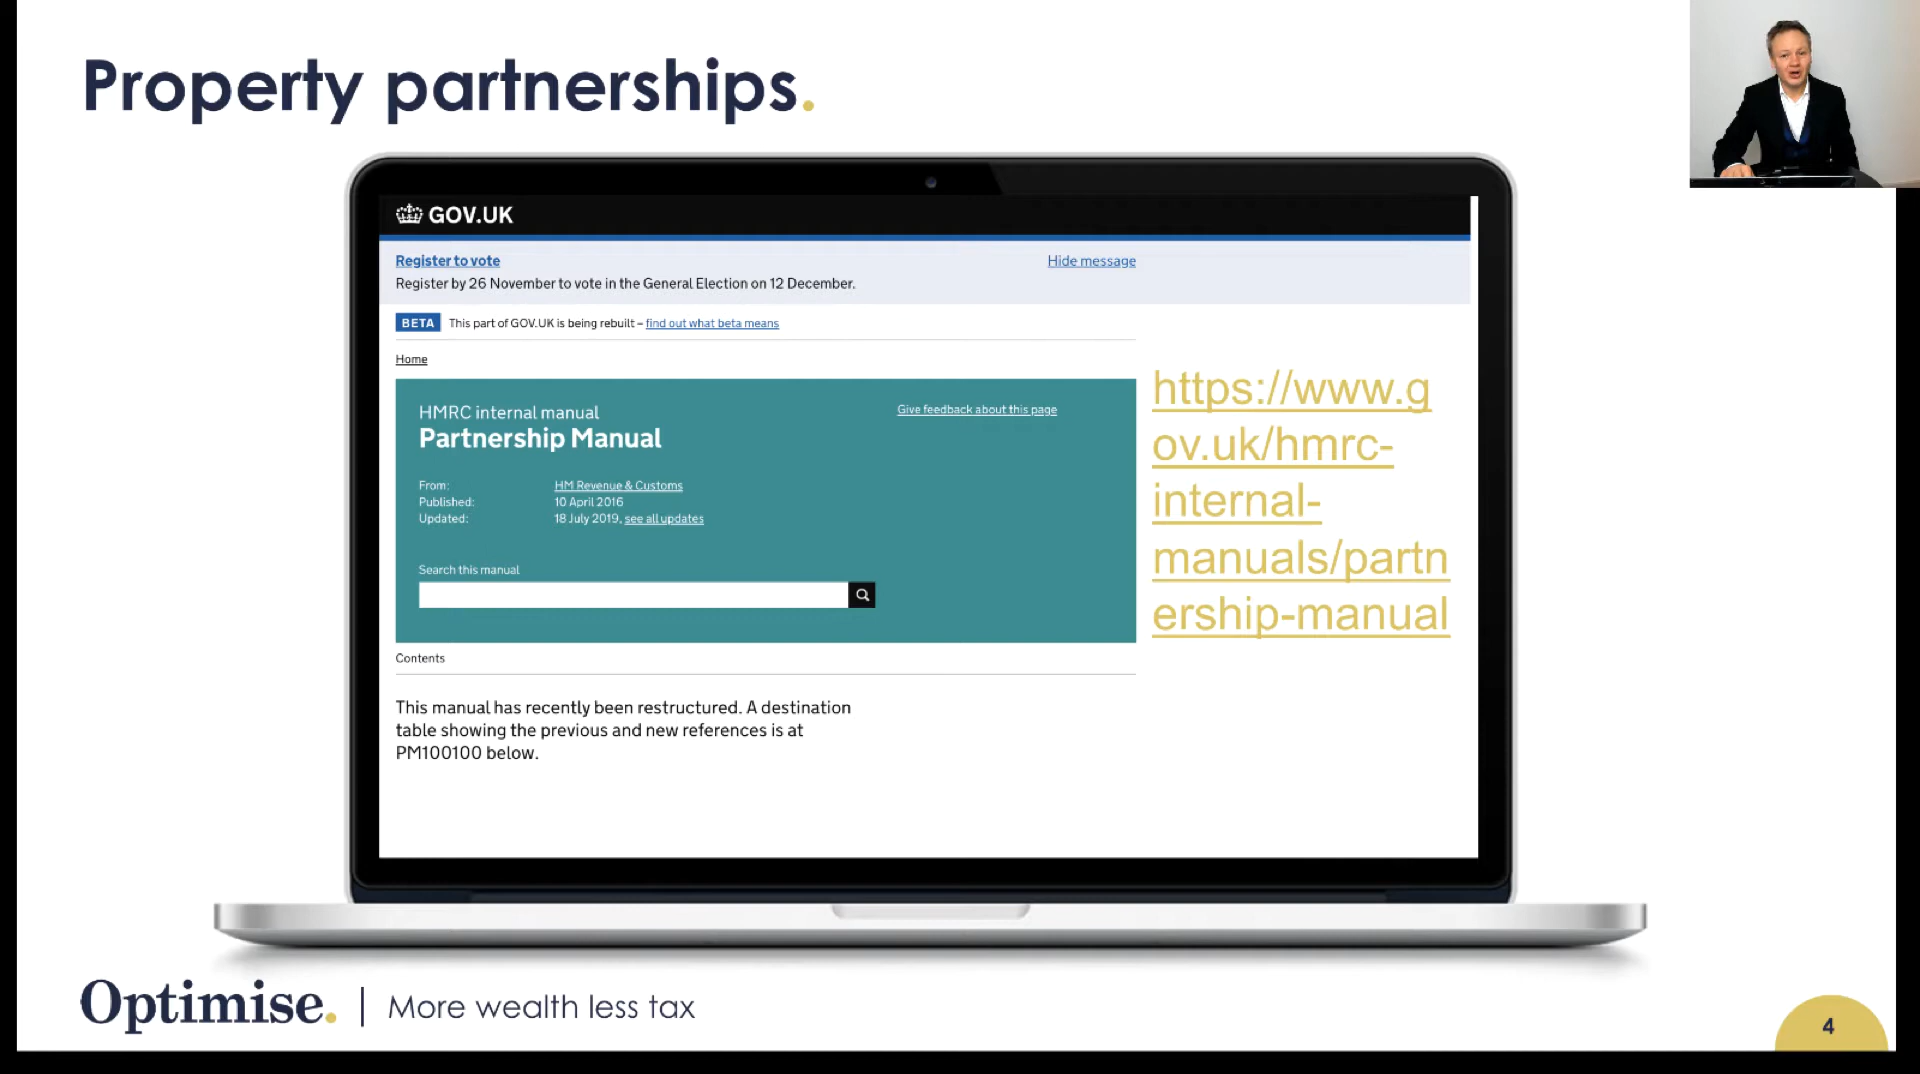 Property partnerships.
GOV.UK
Register to vote
Hide message
Register by 26 November to vote in the General Election on 12 December.
BETA This part of GOV.UK is being rebuilt – find out what beta means
Home
HMRC internal manual
Give feedback about this page
Partnership Manual
From: HM Revenue & Customs
Published: 10 April 2016
Updated: 18 July 2019, see all updates
Search this manual
Contents
This manual has recently been restructured. A destination
table showing the previous and new references is at
PM100100 below.
https://www.g
ov.uk/hmrc-
internal-
manuals/partn
ership-manual
Optimise. | More wealth less tax
4